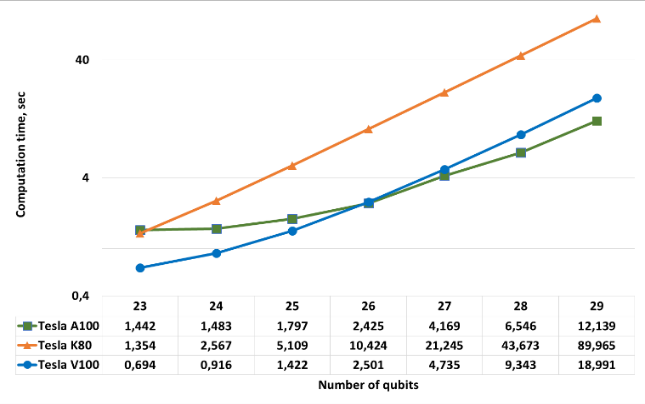 40
Computation time, sec
4
0,4
23 24 25 26 27 28 29
Tesla A100 1,442 1,483 1,797 2,425 4,169 6,546 12,139
Tesla K80 1,354 2,567 5,109 10,424 21,245 43,673 89,965
Tesla V100 0,694 0,916 1,422 2,501 4,735 9,343 18,991
Number of qubits